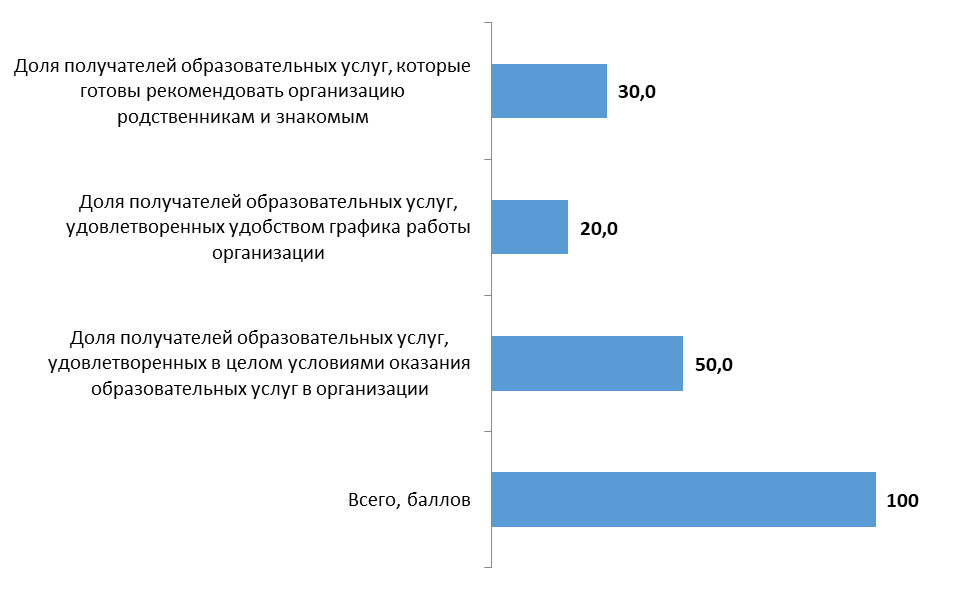 Доля получателей образовательных услуг, которые
готовы рекомендовать организацию
родственникам и знакомым
30,0
Доля получателей образовательных услуг,
удовлетворенных удобством графика работы
организации
20,0
Доля получателей образовательных услуг,
удовлетворенных в целом условиями оказания
образовательных услуг в организации
50,0
Всего, баллов
100